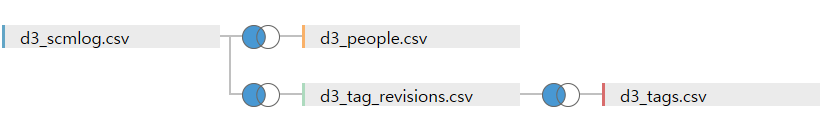 d3_scmlog.csv
d3_people.csv
d3_tag_revisions.csv
d3_tags.csv